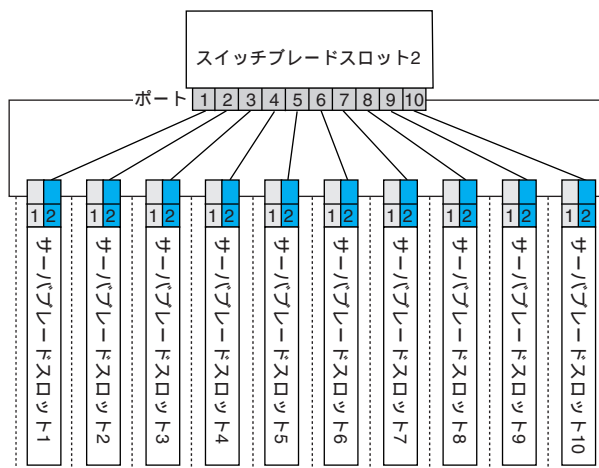 スイッチブレードスロット2
ポート 1 2 3 4 5 6 7 8 9 10
1 2 1 2 1 2 1 2 1 2 1 2 1 2 1 2 1 2 1 2
サーバブレードスロット1
サーバブレードスロット2
サーバブレードスロット3
サーバブレードスロット4
サーバブレードスロット5
サーバブレードスロット6
サーバブレードスロット7
サーバブレードスロット8
サーバブレードスロット9
サーバブレードスロット10